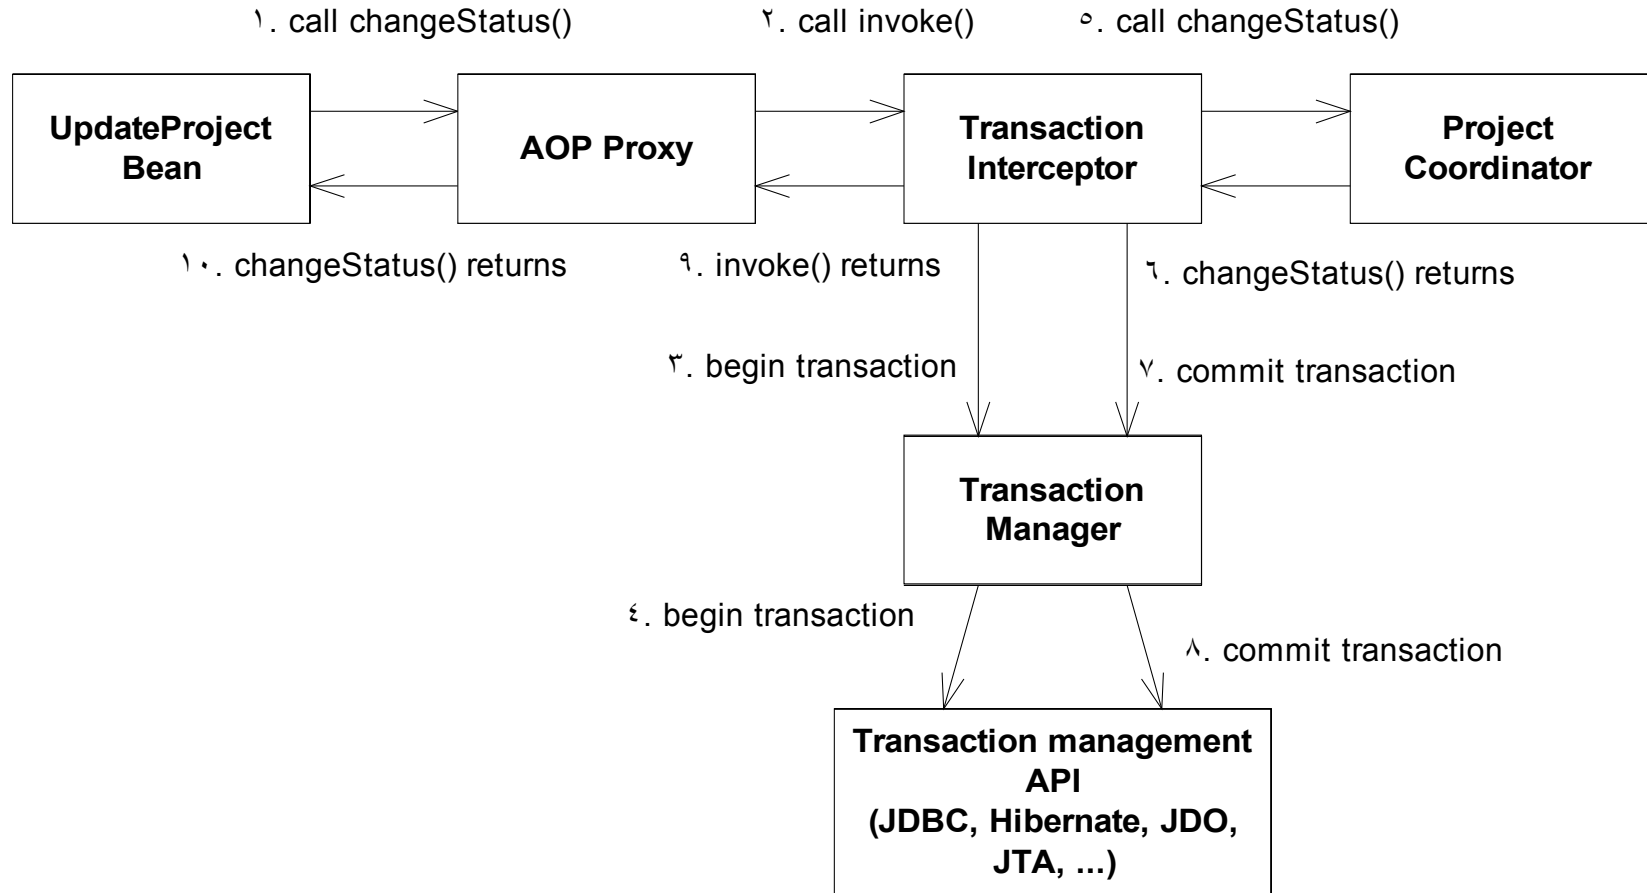 ١. call changeStatus()
٢. call invoke()
٥. call changeStatus()
UpdateProject
Bean
AOP Proxy
Transaction
Interceptor
Project
Coordinator
١٠. changeStatus() returns
٩. invoke() returns
٦. changeStatus() returns
٣. begin transaction
٧. commit transaction
Transaction
Manager
٤. begin transaction
٨. commit transaction
Transaction management
API
(JDBC, Hibernate, JDO,
JTA, ...)